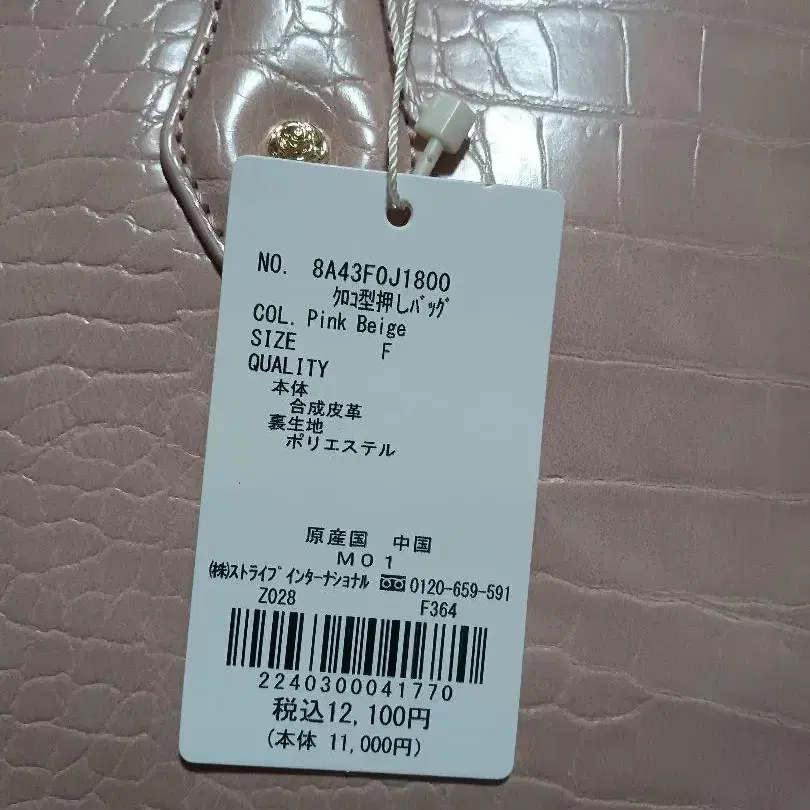 NO. 8A43F0J1800
ｸﾛｺ型押しﾊﾞｯｸﾞ
COL. Pink Beige
SIZE F
QUALITY
本体
合成皮革
裏生地
ポリエステル
原産国 中国
M01
㈱ストライプインターナショナル 0120-659-591
Z028 F364
2240300041770
税込12,100円
(本体 11,000円)